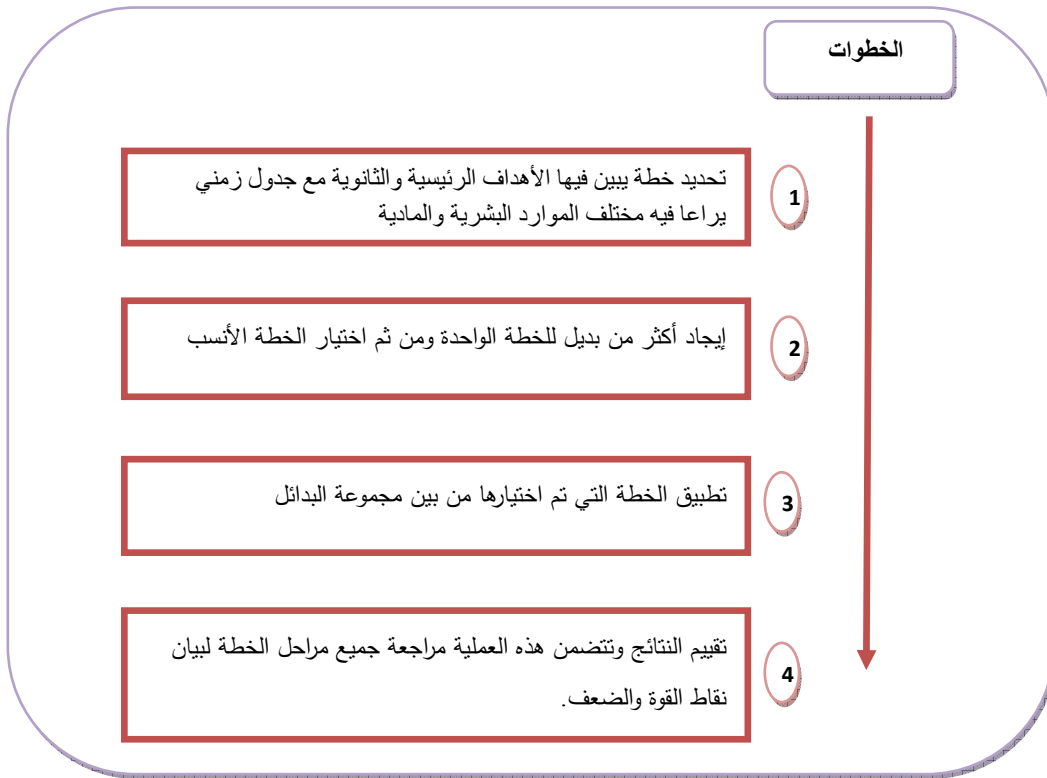 الخطوات
1
تحديد خطة يبين فيها الأهداف الرئيسية والثانوية مع جدول زمني
يراعا فيه مختلف الموارد البشرية والمادية
2
إيجاد أكثر من بديل للخطة الواحدة ومن ثم اختيار الخطة الأنسب
3
تطبيق الخطة التي تم اختيارها من بين مجموعة البدائل
4
تقييم النتائج وتتضمن هذه العملية مراجعة جميع مراحل الخطة لبيان
نقاط القوة والضعف.